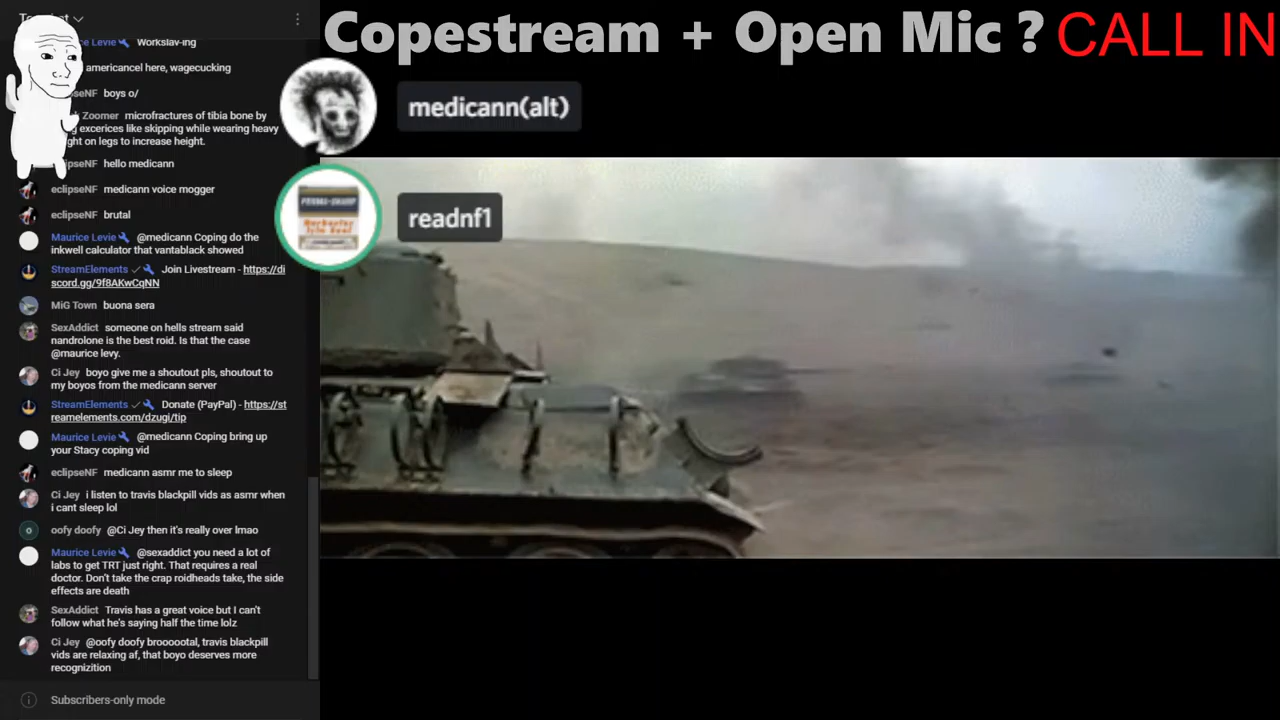 Copestream + Open Mic ? CALL IN
Levie Workslav-ing
americancel here, wagecucking
boys o/
Zoomer microfractures of tibia bone by
excerices like skipping while wearing heavy
on legs to increase height.
hello medicann
eclipseNF medicann voice mogger
eclipseNF brutal
Maurice Levie @medicann Coping do the
inkwell calculator that vantablack showed
StreamElements Join Livestream - https://di
scord.gg/9f8AKwCqNN
MiG Town buona sera
SexAddict someone on hells stream said
nandrolone is the best roid. Is that the case
@maurice levy.
Ci Jey boyo give me a shoutout pls, shoutout to
my boyos from the medicann server
StreamElements Donate (PayPal) - https://st
reamelements.com/dzugi/tip
Maurice Levie @medicann Coping bring up
your Stacy coping vid
eclipseNF medicann asmr me to sleep
Ci Jey i listen to travis blackpill vids as asmr when
i cant sleep lol
oofy doofy @Ci Jey then it's really over lmao
Maurice Levie @sexaddict you need a lot of
labs to get TRT just right. That requires a real
doctor. Don't take the crap roidheads take, the side
effects are death
SexAddict Travis has a great voice but I can't
follow what he's saying half the time lolz
Ci Jey @oofy doofy broooootal, travis blackpill
vids are relaxing af, that boyo deserves more
recognizition
Subscribers-only mode
medicann(alt)
readnf1